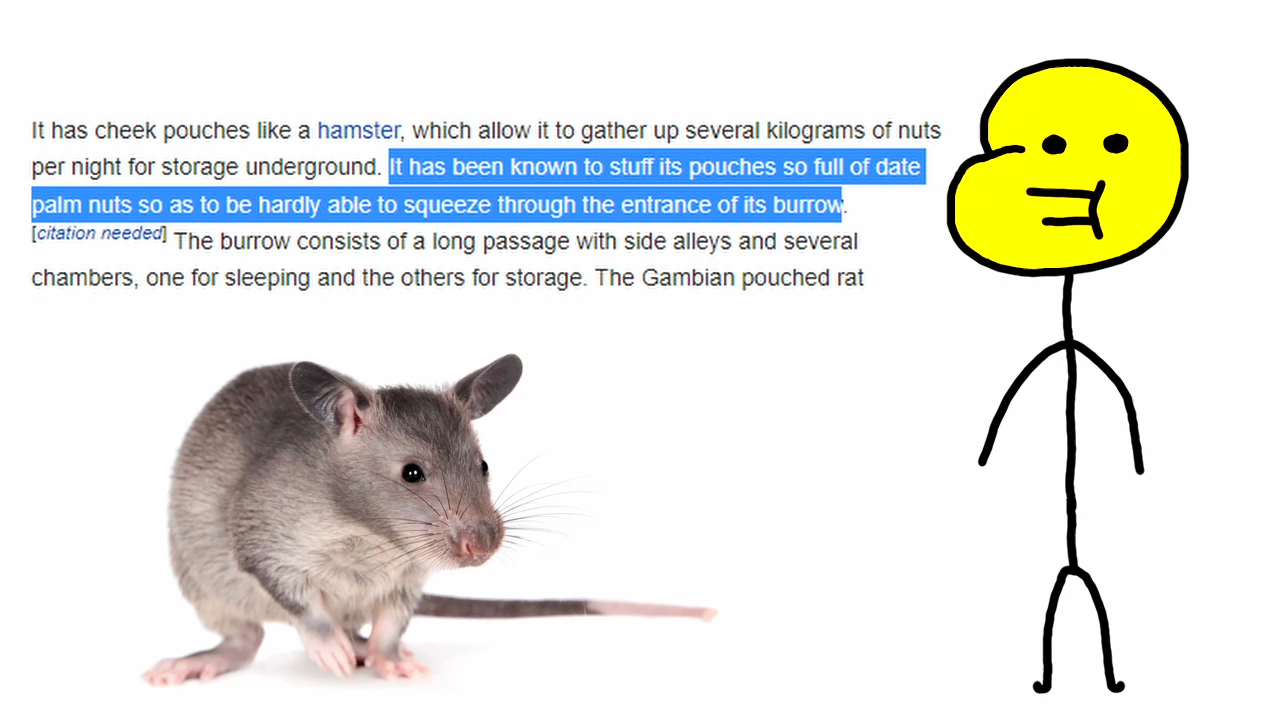 It has cheek pouches like a hamster, which allow it to gather up several kilograms of nuts
per night for storage underground. It has been known to stuff its pouches so full of date
palm nuts so as to be hardly able to squeeze through the entrance of its burrow.
[citation needed] The burrow consists of a long passage with side alleys and several
chambers, one for sleeping and the others for storage. The Gambian pouched rat